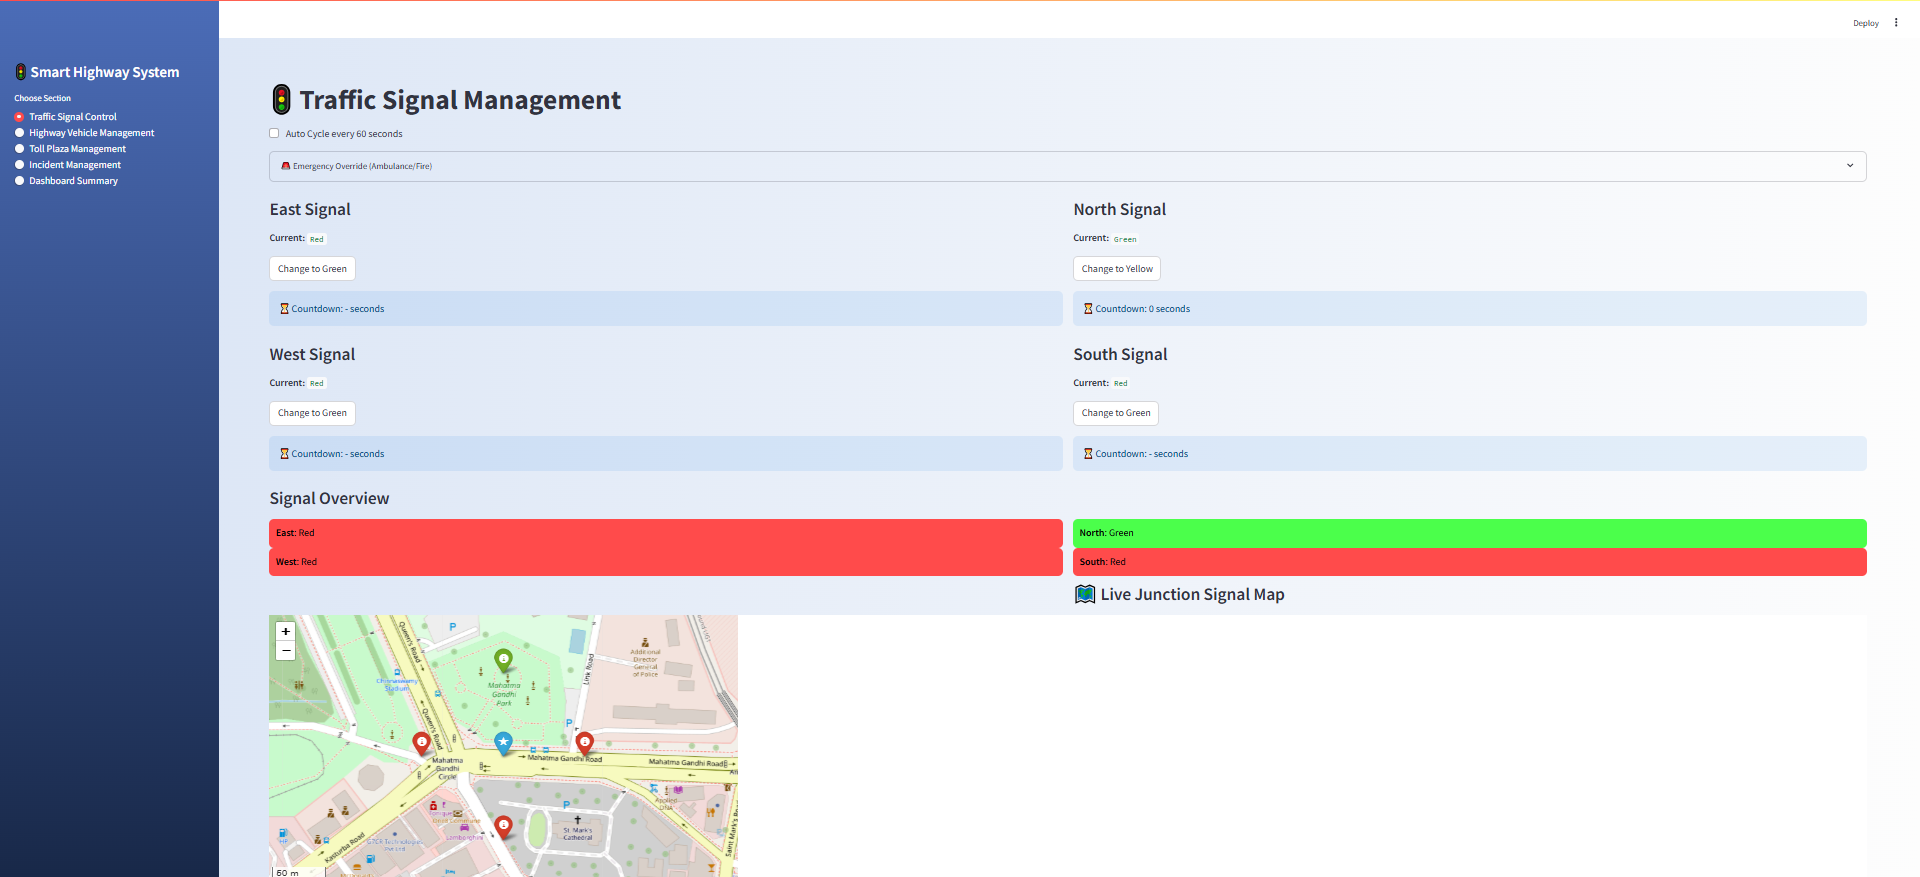 Deploy
Smart Highway System
Choose Section
Traffic Signal Control
Highway Vehicle Management
Toll Plaza Management
Incident Management
Dashboard Summary
Traffic Signal Management
Auto Cycle every 60 seconds
Emergency Override (Ambulance/Fire)
East Signal
Current: Red
Change to Green
Countdown: - seconds
North Signal
Current: Green
Change to Yellow
Countdown: 0 seconds
West Signal
Current: Red
Change to Green
Countdown: - seconds
South Signal
Current: Red
Change to Green
Countdown: - seconds
Signal Overview
East: Red
West: Red
North: Green
South: Red
Live Junction Signal Map
+
−
Queen's Road
P
Chinnaswamy
Stadium
Mahatma
Gandhi
Park
Link Road
Additional
Director
General
of Police
P
Queen's Road
Mahatma
Gandhi
Circle
Mahatma Gandhi Road
Mahatma Gandhi Road
P
St. Mark's
Cathedral
Applied
DNA
Lamborghini
Kasturba Road
HP
50 m